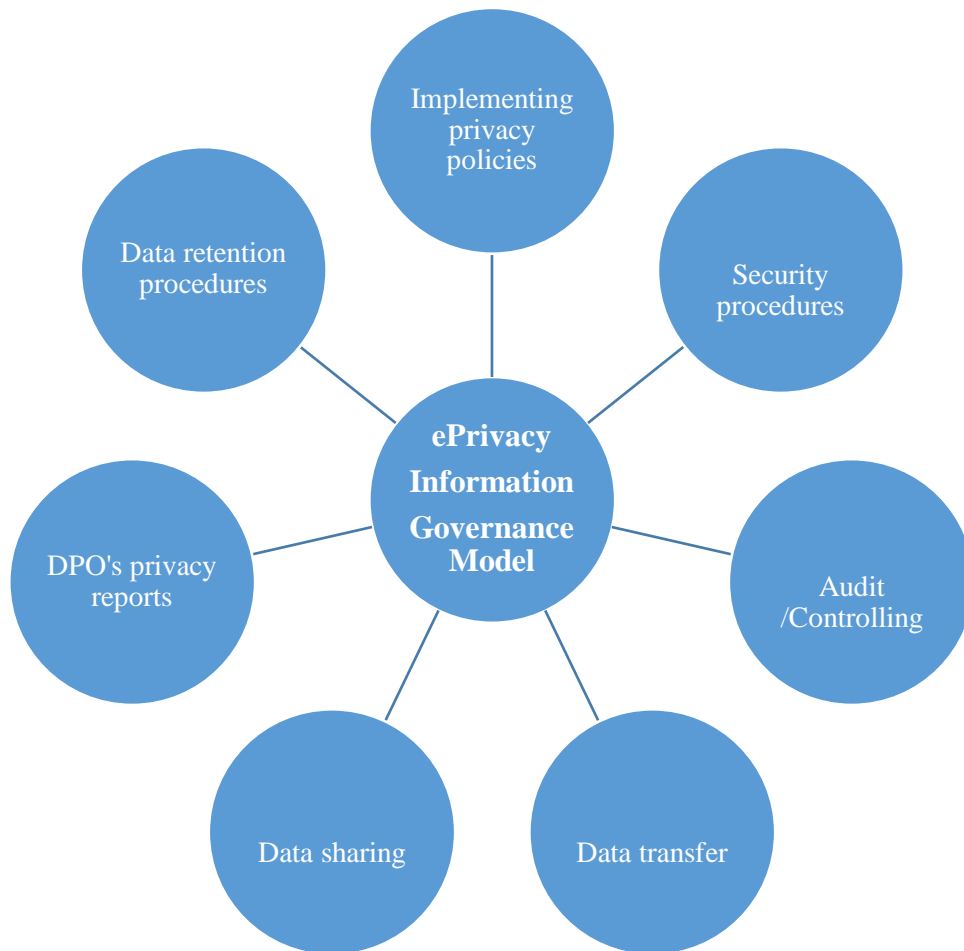 Implementing
privacy
policies
Data retention
procedures
Security
procedures
ePrivacy
Information
Governance
Model
DPO's privacy
reports
Audit
/Controlling
Data sharing
Data transfer